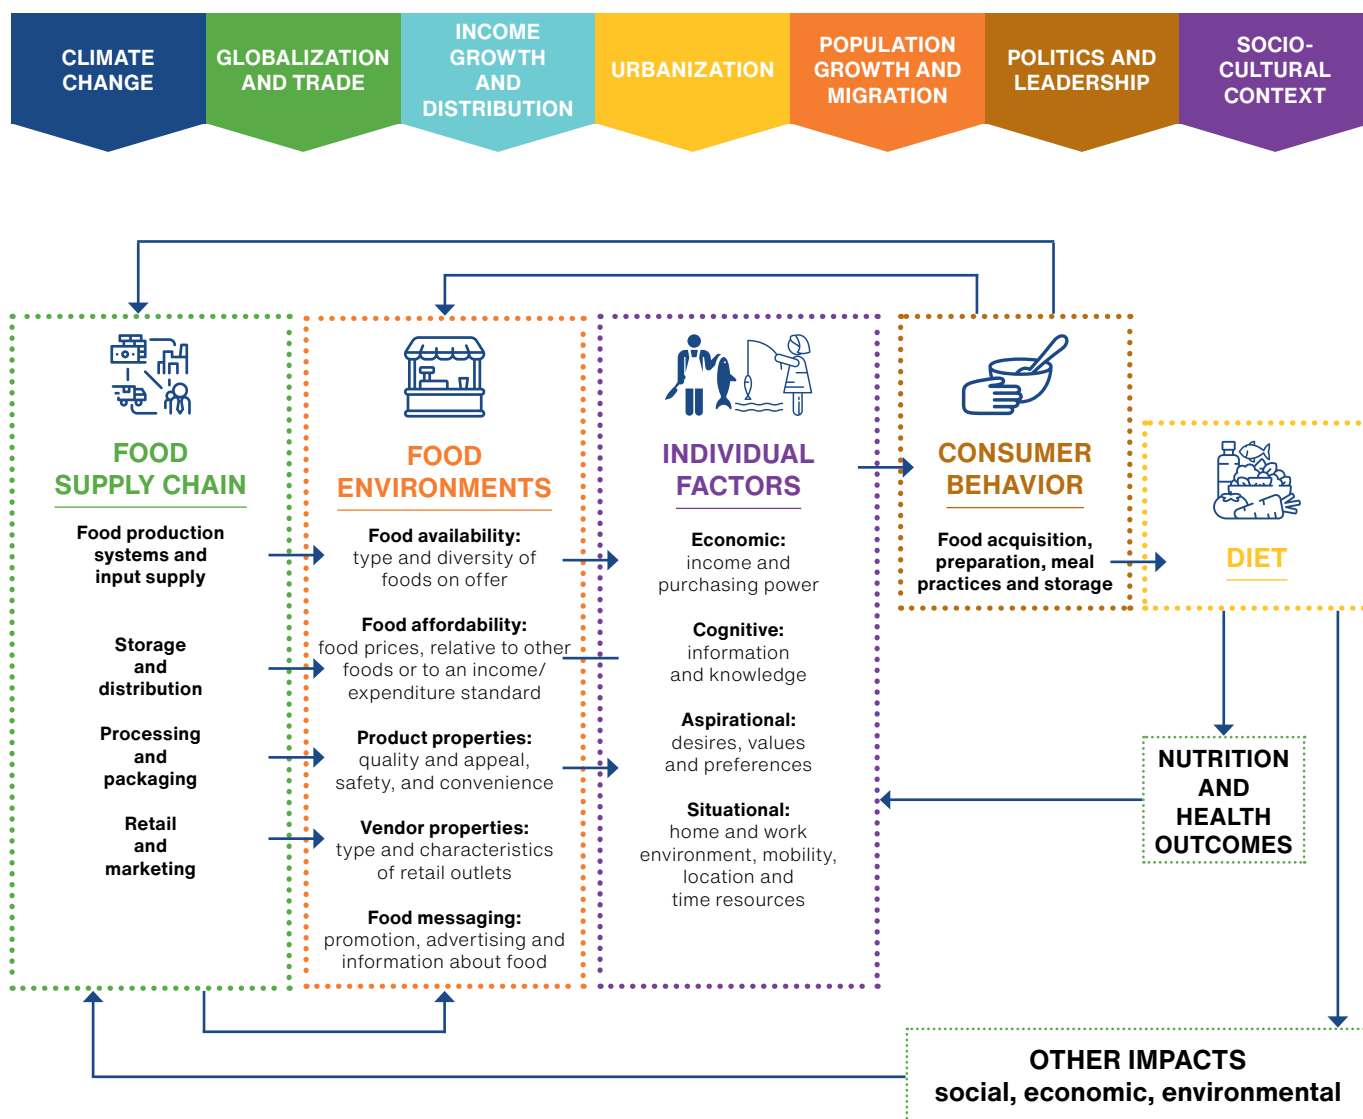 CLIMATE
CHANGE
GLOBALIZATION
AND TRADE
INCOME
GROWTH
AND
DISTRIBUTION
URBANIZATION
POPULATION
GROWTH AND
MIGRATION
POLITICS AND
LEADERSHIP
SOCIO-
CULTURAL
CONTEXT
FOOD
SUPPLY CHAIN
Food production
systems and
input supply
Storage
and
distribution
Processing
and
packaging
Retail
and
marketing
FOOD
ENVIRONMENTS
Food availability:
type and diversity of
foods on offer
Food affordability:
food prices, relative to other
foods or to an income/
expenditure standard
Product properties:
quality and appeal,
safety, and convenience
Vendor properties:
type and characteristics
of retail outlets
Food messaging:
promotion, advertising and
information about food
INDIVIDUAL
FACTORS
Economic:
income and
purchasing power
Cognitive:
information
and knowledge
Aspirational:
desires, values
and preferences
Situational:
home and work
environment, mobility,
location and
time resources
CONSUMER
BEHAVIOR
Food acquisition,
preparation, meal
practices and storage
DIET
NUTRITION
AND
HEALTH
OUTCOMES
OTHER IMPACTS
social, economic, environmental